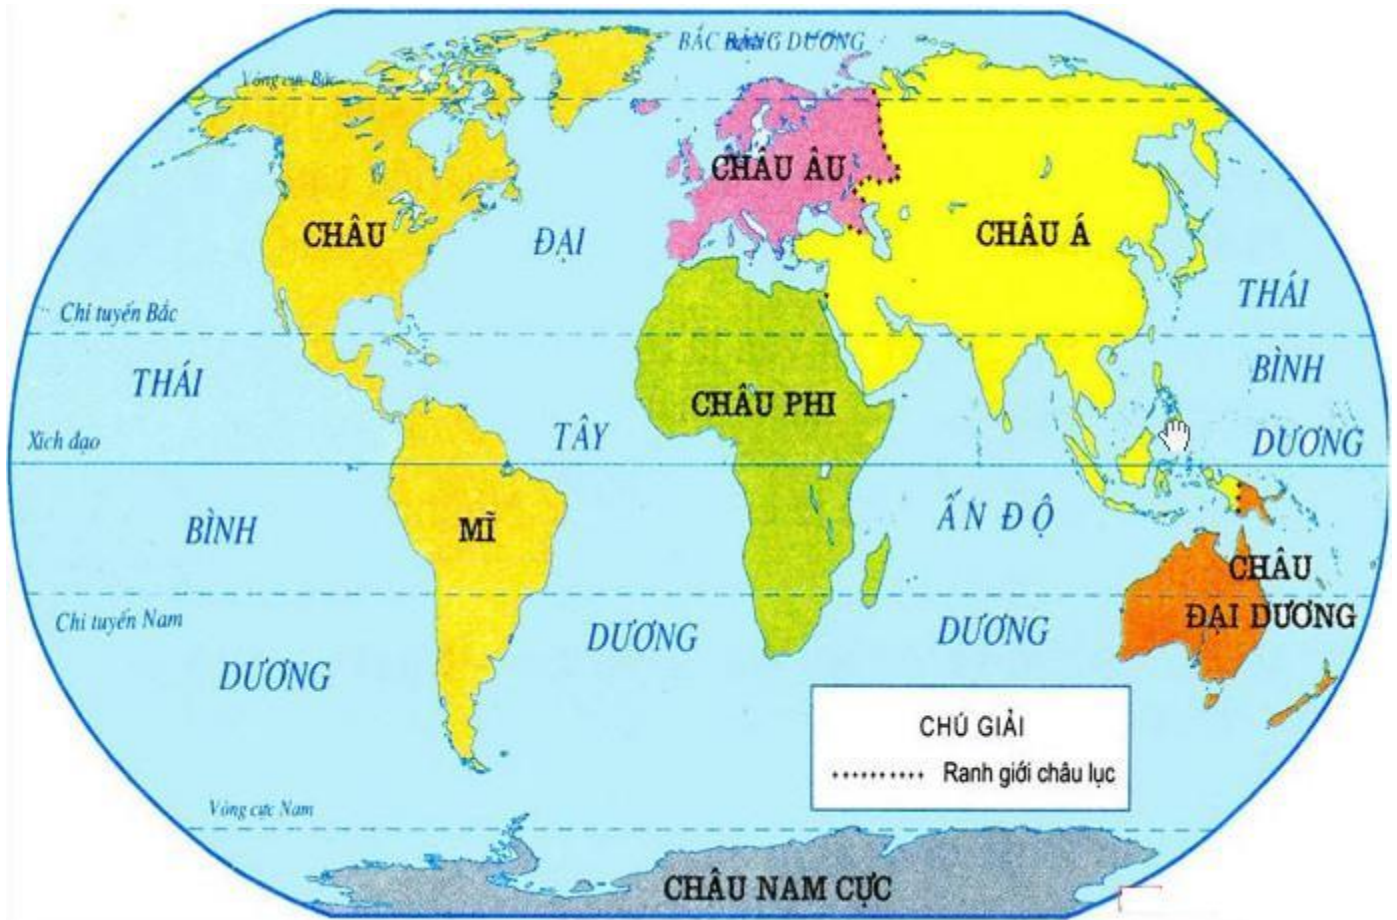 BẮC BĂNG DƯƠNG
Vòng cực Bắc
CHÂU ÂU
CHÂU
ĐẠI
CHÂU Á
THÁI
Chí tuyến Bắc
THÁI
BÌNH
CHÂU PHI
TÂY
DƯƠNG
Xích đạo
BÌNH
MĨ
ẤN ĐỘ
CHÂU
ĐẠI DƯƠNG
Chí tuyến Nam
DƯƠNG
DƯƠNG
DƯƠNG
CHÚ GIẢI
Ranh giới châu lục
Vòng cực Nam
CHÂU NAM CỰC